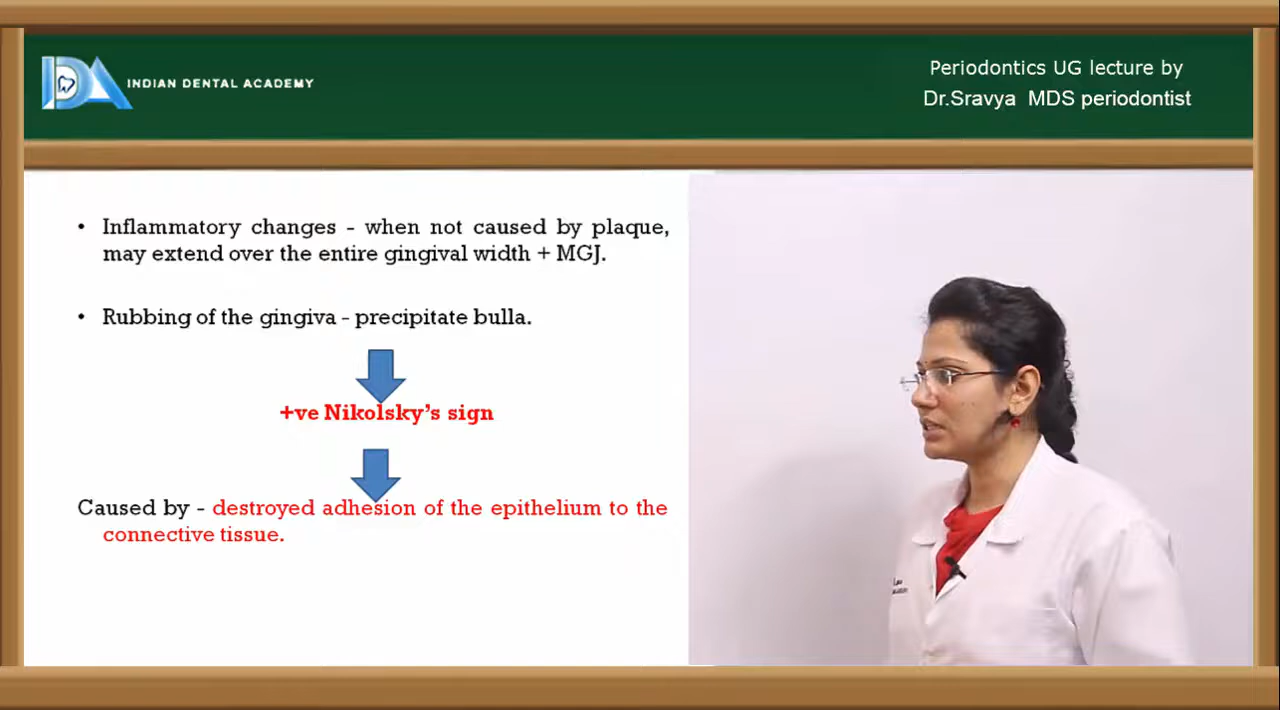 INDIAN DENTAL ACADEMY
Periodontics UG lecture by
Dr.Sravya MDS periodontist
• Inflammatory changes - when not caused by plaque,
may extend over the entire gingival width + MGJ.
• Rubbing of the gingiva - precipitate bulla.
+ve Nikolsky's sign
Caused by - destroyed adhesion of the epithelium to the
connective tissue.